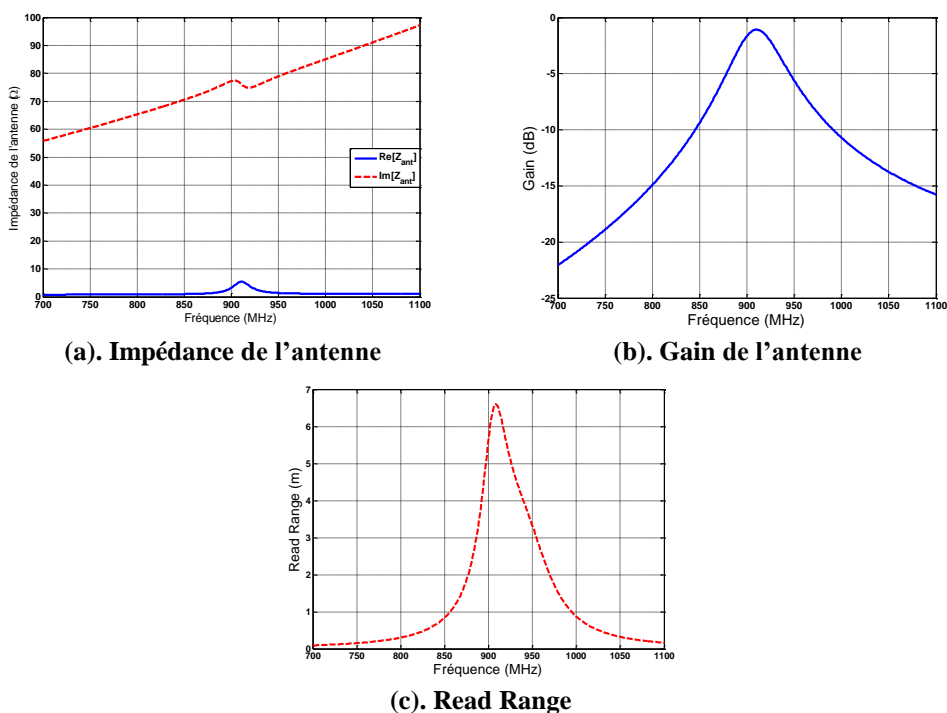 100
90
80
70
60
50
40
30
20
10
0
700 750 800 850 900 950 1000 1050 1100
Impédance de l'antenne (Ω)
Fréquence (MHz)
Re[Z_ant]
Im[Z_ant]
(a). Impédance de l'antenne
0
-5
-10
-15
-20
-25
700 750 800 850 900 950 1000 1050 1100
Gain (dB)
Fréquence (MHz)
(b). Gain de l'antenne
7
6
5
4
3
2
1
0
700 750 800 850 900 950 1000 1050 1100
Read Range (m)
Fréquence (MHz)
(c). Read Range